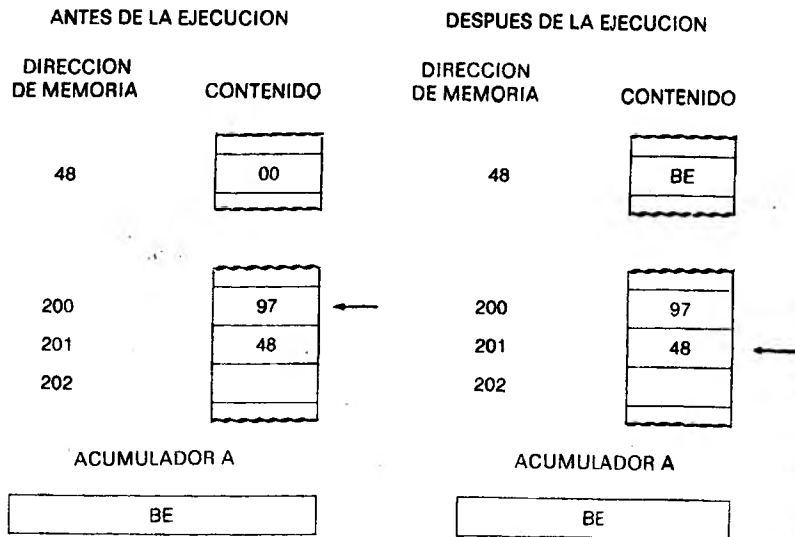 ANTES DE LA EJECUCION
DIRECCION
DE MEMORIA CONTENIDO
48 00
200 97
201 48
202
ACUMULADOR A
BE
DESPUES DE LA EJECUCION
DIRECCION
DE MEMORIA CONTENIDO
48 BE
200 97
201 48
202
ACUMULADOR A
BE